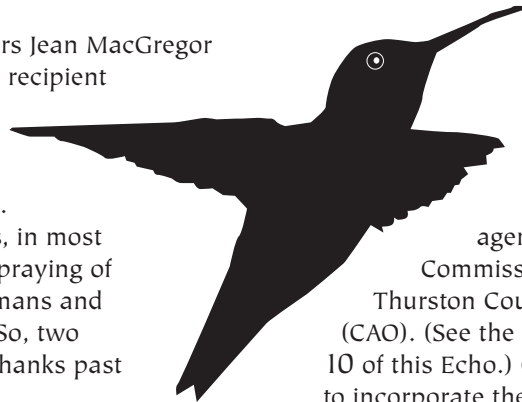 rs Jean MacGregor
recipient
.
s, in most
praying of
mans and
So, two
hanks past
agen
Commiss
Thurston Cou
(CAO). (See the
10 of this Echo.)
to incorporate the